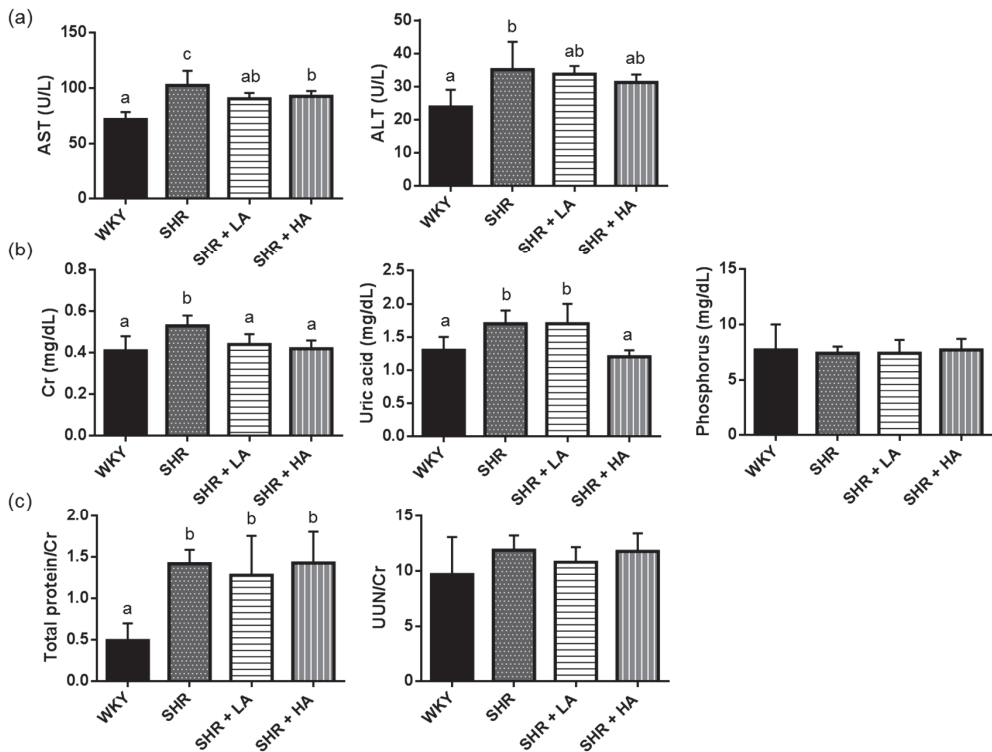 (a)
AST (U/L)
150
100
50
0
a
c
ab
b
WKY
SHR
SHR + LA
SHR + HA
ALT (U/L)
50
40
30
20
10
0
a
b
ab
ab
WKY
SHR
SHR + LA
SHR + HA
(b)
Cr (mg/dL)
0.8
0.6
0.4
0.2
0.0
a
b
a
a
WKY
SHR
SHR + LA
SHR + HA
Uric acid (mg/dL)
2.5
2.0
1.5
1.0
0.5
0.0
a
b
b
a
WKY
SHR
SHR + LA
SHR + HA
Phosphorus (mg/dL)
15
10
5
0
WKY
SHR
SHR + LA
SHR + HA
(c)
Total protein/Cr
2.0
1.5
1.0
0.5
0.0
a
b
b
b
WKY
SHR
SHR + LA
SHR + HA
UUN/Cr
15
10
5
0
WKY
SHR
SHR + LA
SHR + HA